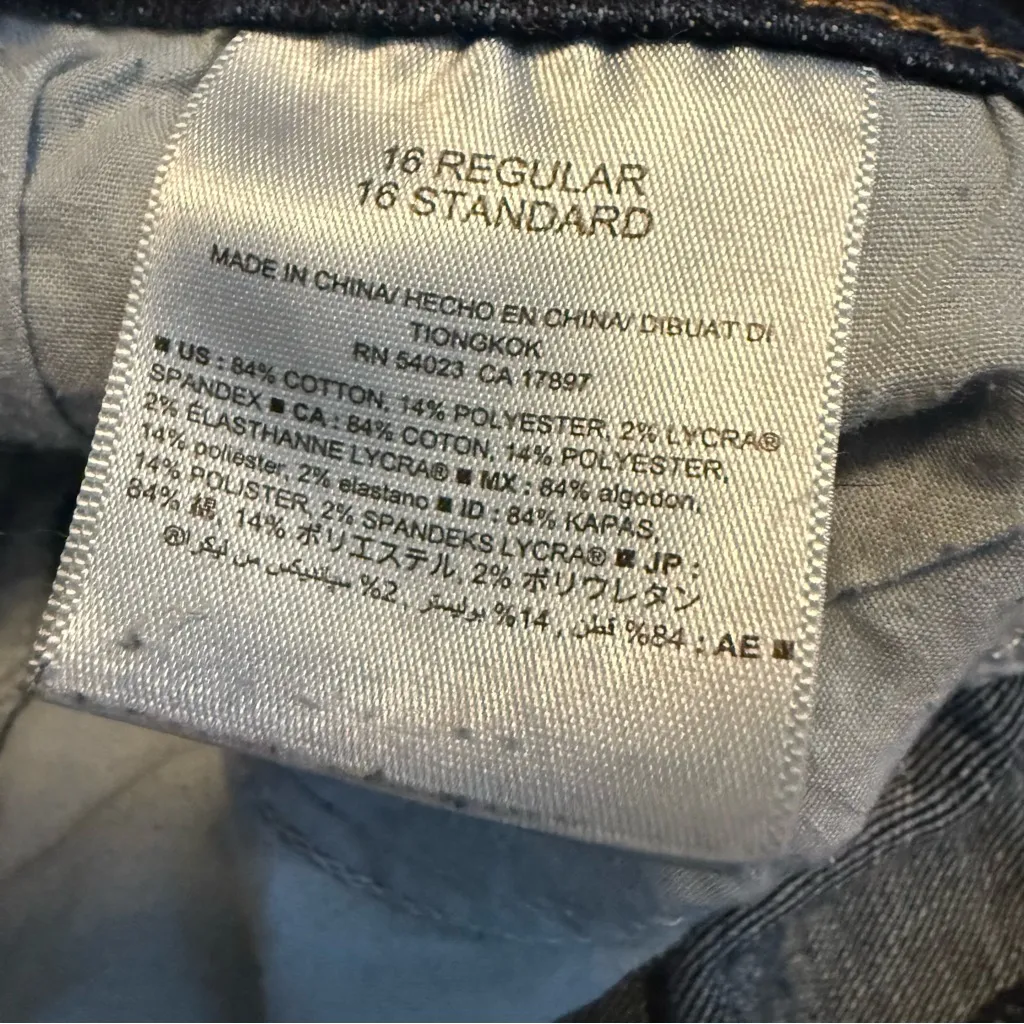 16 REGULAR
16 STANDARD
MADE IN CHINA/ HECHO EN CHINA/ DIBUAT DI
TIONGKOK
RN 54023 CA 17897
■ US : 84% COTTON, 14% POLYESTER, 2% LYCRA®
SPANDEX ■ CA : 84% COTON, 14% POLYESTER,
2% ÉLASTHANNE LYCRA® ■ MX : 84% algodon,
14% poliester, 2% elastano ■ ID : 84% KAPAS,
14% POLISTER, 2% SPANDEKS LYCRA® ■ JP :
84% 綿, 14% ポリエステル, 2% ポリウレタン
■ AE : 84% قطن , 14% بوليستر , 2% سبانديكس من ليكرا®